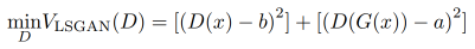 min_D V_LSGAN(D) = [(D(x) − b)²] + [(D(G(x)) − a)²]